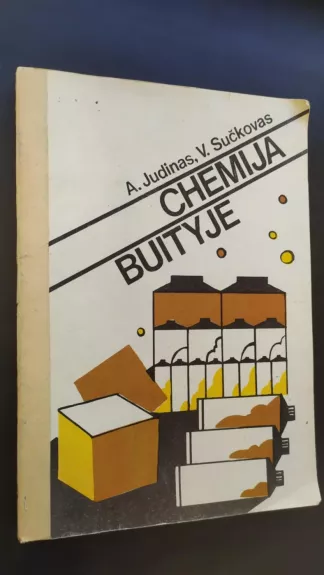 A. Judinas, V. Sučkovas
CHEMIJA
BUITYJE